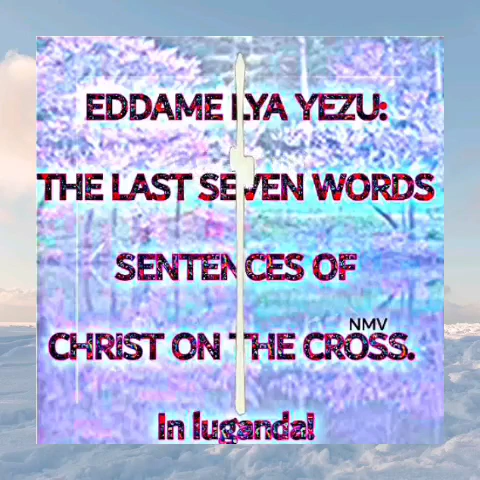 EDDAME LYA YEZU:
THE LAST SEVEN WORDS
SENTENCES OF
NMV
CHRIST ON THE CROSS.
In luganda!